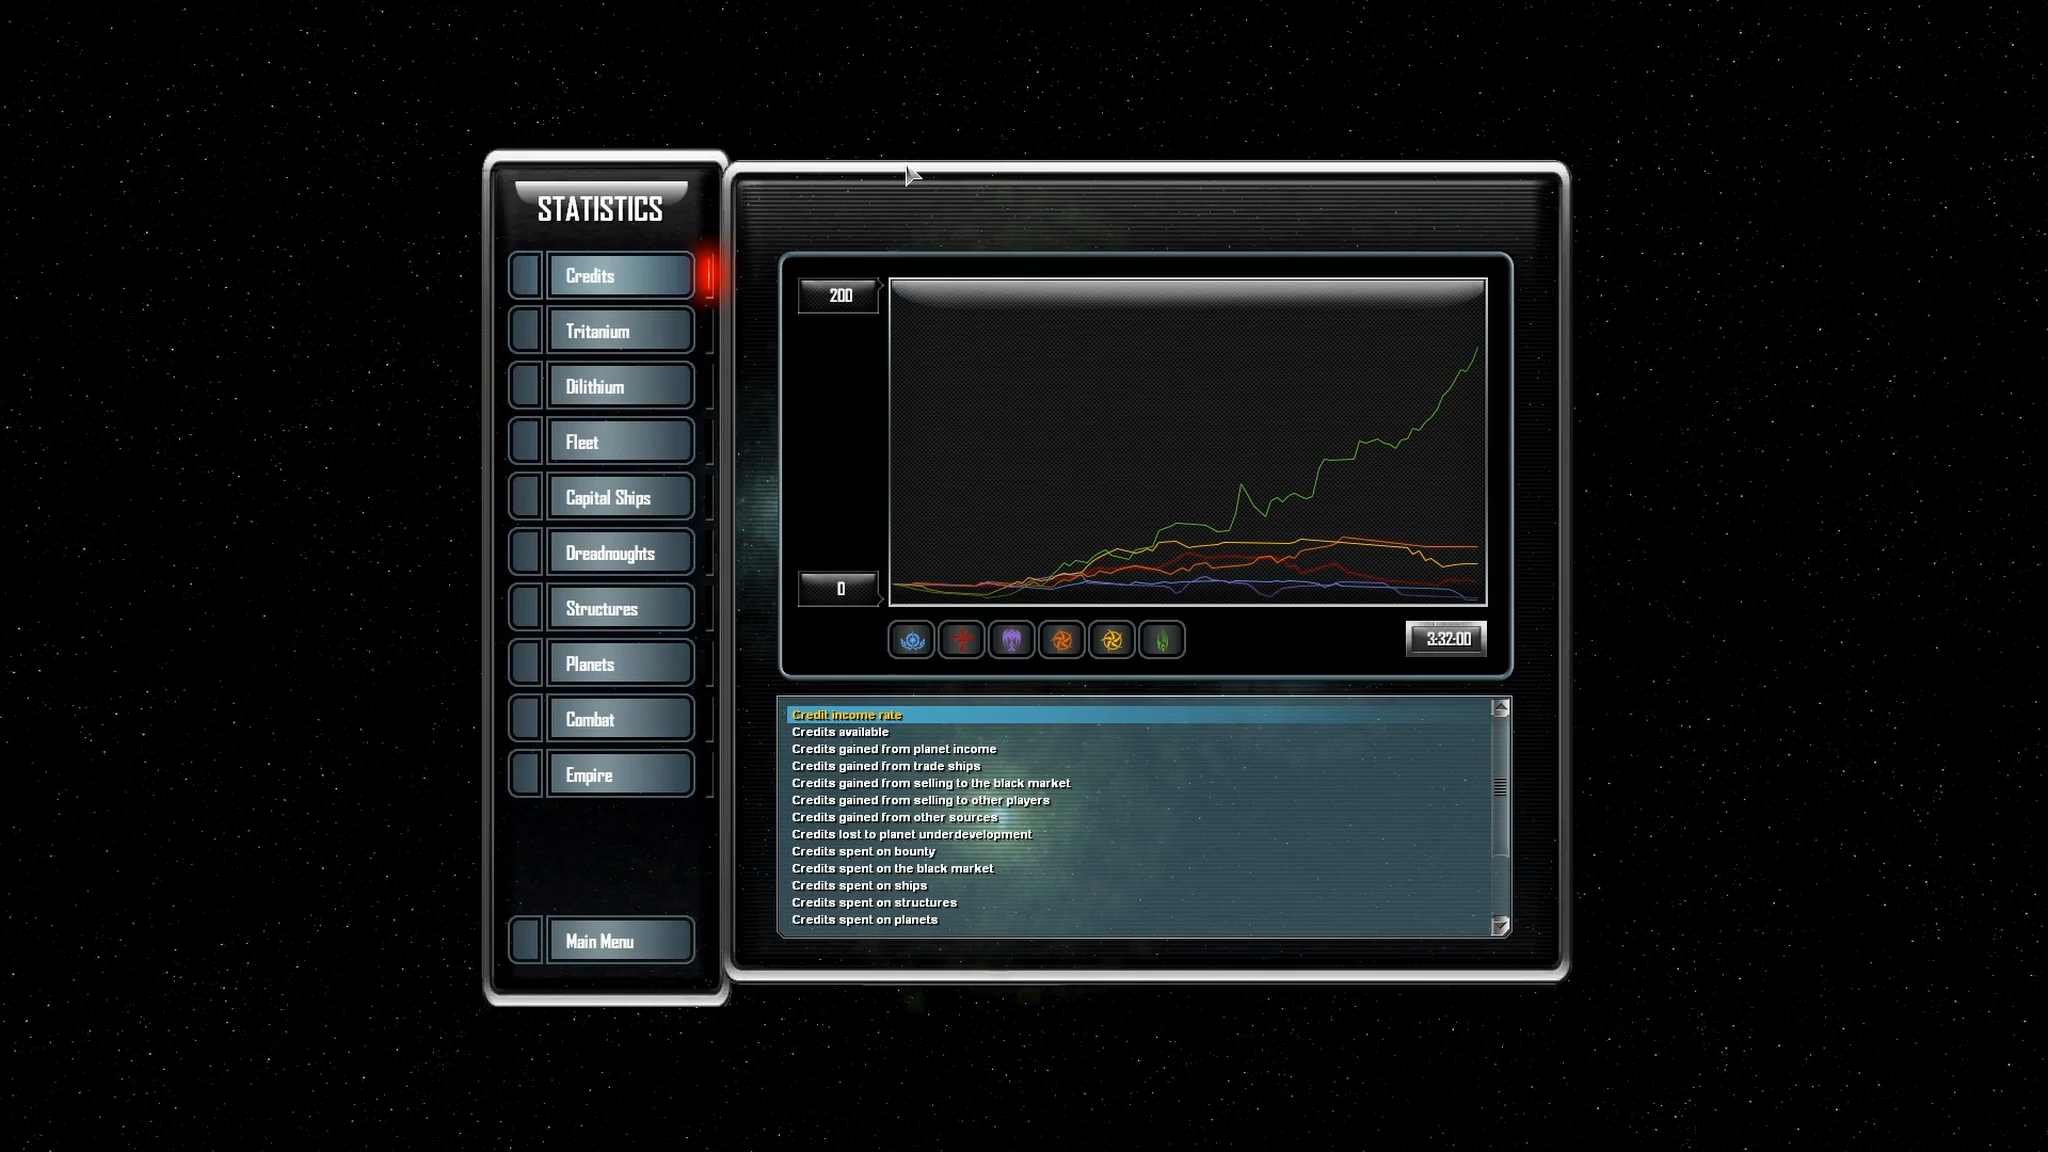 STATISTICS
Credits
Tritanium
Dilithium
Fleet
Capital Ships
Dreadnoughts
Structures
Planets
Combat
Empire
Main Menu
200
0
3:32:00
Credit income rate
Credits available
Credits gained from planet income
Credits gained from trade ships
Credits gained from selling to the black market
Credits gained from selling to other players
Credits gained from other sources
Credits lost to planet underdevelopment
Credits spent on bounty
Credits spent on the black market
Credits spent on ships
Credits spent on structures
Credits spent on planets